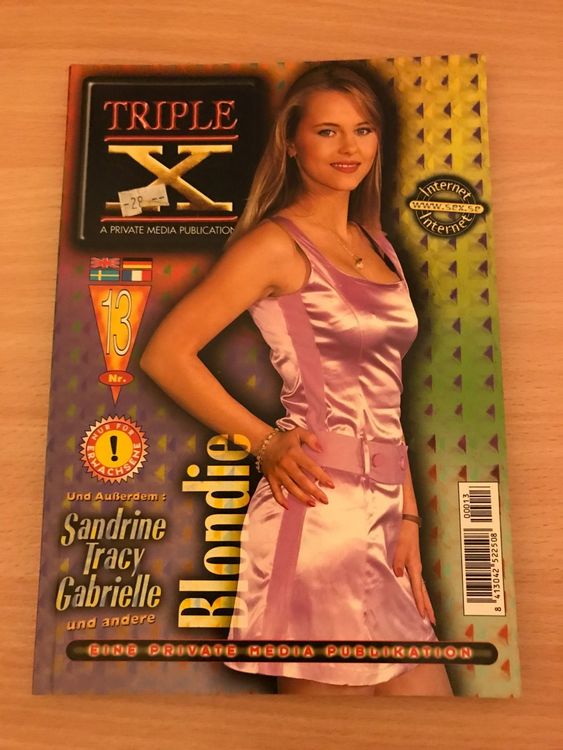 TRIPLE
X
-29 --
A PRIVATE MEDIA PUBLICATION
Internet
www.sex.se
Internet
13
Nr.
NUR FÜR
!
ERWACHSENE
Und Außerdem :
Sandrine
Tracy
Gabrielle
und andere
Blondie
00013
8 413042 522508
EINE PRIVATE MEDIA PUBLIKATION